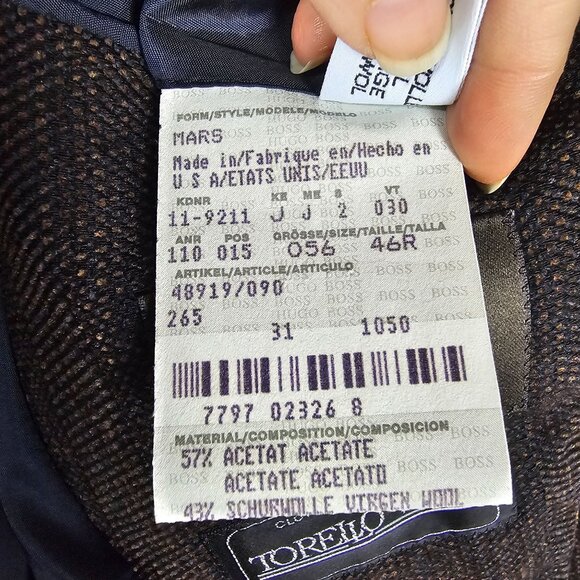 FORM/STYLE/MODELE/MODELO
MARS
Made in/Fabrique en/Hecho en
U S A/ETATS UNIS/EEUU
KDNR KE ME S VT
11-9211 J J 2 030
ANR POS GRÖSSE/SIZE/TAILLE/TALLA
110 015 056 46R
ARTIKEL/ARTICLE/ARTICULO
48919/090
265 31 1050
7797 02326 8
MATERIAL/COMPOSITION/COMPOSICION
57% ACETAT ACETATE
ACETATE ACETATO
43% SCHURWOLLE VIRGEN WOOL
HUGO BOSS